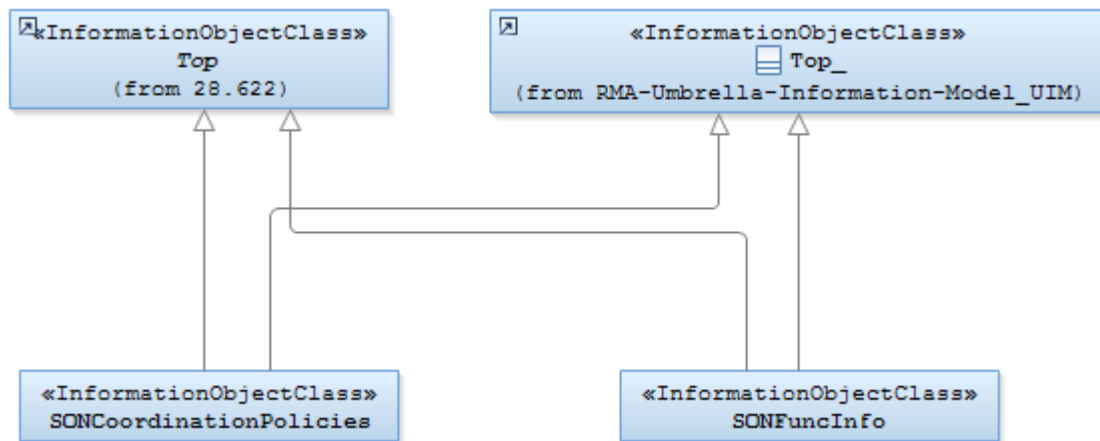 «InformationObjectClass»
Top
(from 28.622)
«InformationObjectClass»
Top_
(from RMA-Umbrella-Information-Model_UIM)
«InformationObjectClass»
SONCoordinationPolicies
«InformationObjectClass»
SONFuncInfo